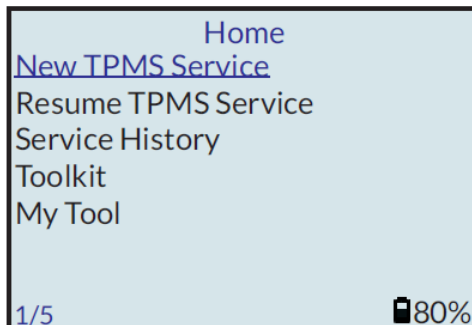 Home
New TPMS Service
Resume TPMS Service
Service History
Toolkit
My Tool
1/5 80%